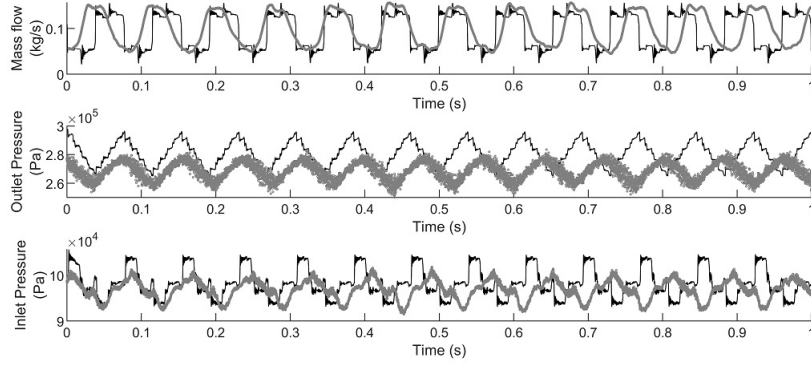 Mass flow
(kg/s)
0.1
0
0 0.1 0.2 0.3 0.4 0.5 0.6 0.7 0.8 0.9 1
Time (s)
× 10^5
Outlet Pressure
(Pa)
3
2.8
2.6
0 0.1 0.2 0.3 0.4 0.5 0.6 0.7 0.8 0.9 1
Time (s)
× 10^4
Inlet Pressure
(Pa)
10
9
0 0.1 0.2 0.3 0.4 0.5 0.6 0.7 0.8 0.9 1
Time (s)